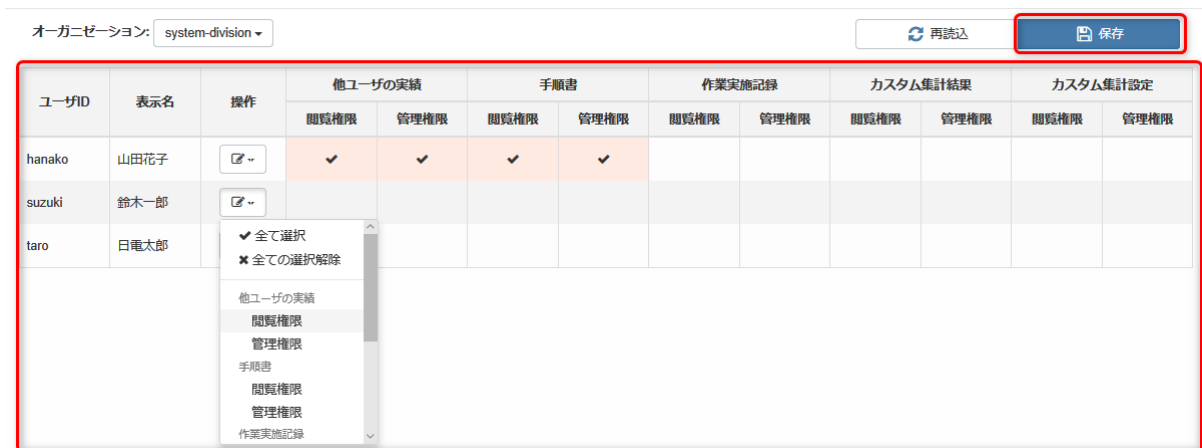 オーガニゼーション: system-division
再読込
保存
ユーザID 表示名 操作 他ユーザの実績 手順書 作業実施記録 カスタム集計結果 カスタム集計設定
閲覧権限 管理権限 閲覧権限 管理権限 閲覧権限 管理権限 閲覧権限 管理権限 閲覧権限 管理権限
hanako 山田花子
suzuki 鈴木一郎
taro 日電太郎
全て選択
全ての選択解除
他ユーザの実績
閲覧権限
管理権限
手順書
閲覧権限
管理権限
作業実施記録